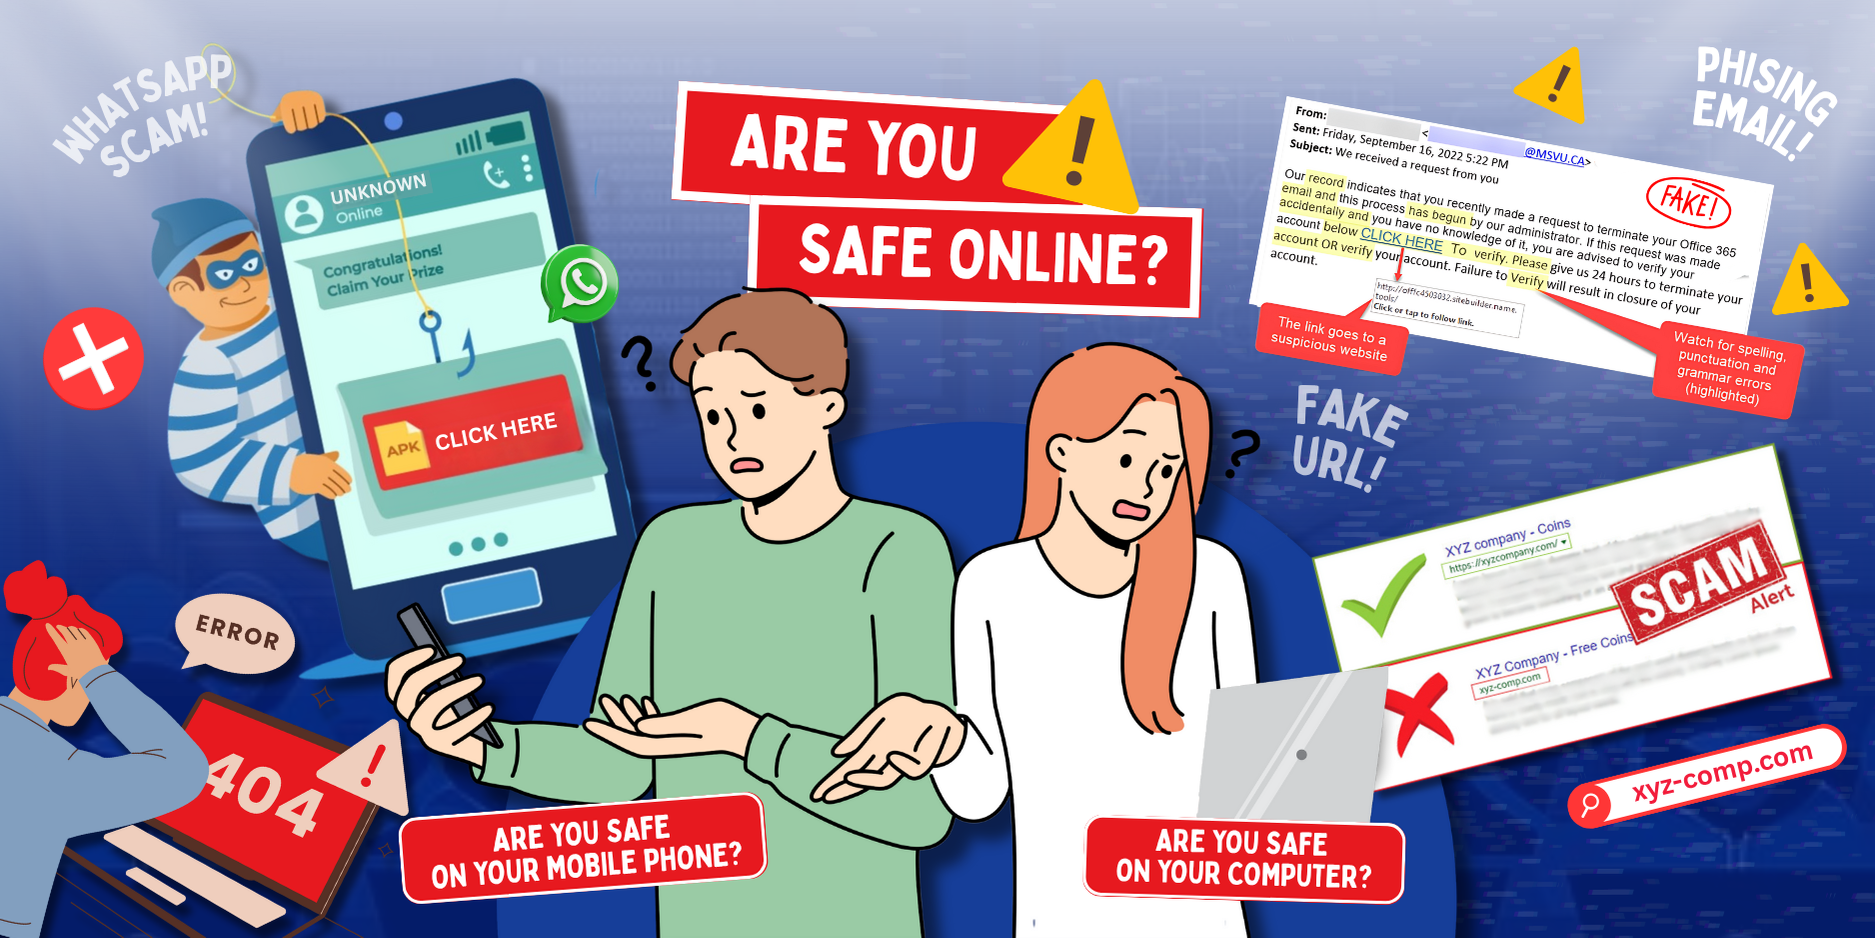 WHATSAPP
SCAM!
UNKNOWN
Online
Congratulations!
Claim Your Prize
APK
CLICK HERE
ERROR
404
!
ARE YOU
SAFE ONLINE?
?
?
ARE YOU SAFE
ON YOUR MOBILE PHONE?
ARE YOU SAFE
ON YOUR COMPUTER?
PHISING
EMAIL!
From: < @MSVU.CA>
Sent: Friday, September 16, 2022 5:22 PM
Subject: We received a request from you
FAKE!
Our record indicates that you recently made a request to terminate your Office 365
email and this process has begun by our administrator. If this request was made
accidentally and you have no knowledge of it, you are advised to verify your
account below CLICK HERE To verify. Please give us 24 hours to terminate your
account OR verify your account. Failure to Verify will result in closure of your
account.
tools/
Click or tap to follow link.
The link goes to a
suspicious website
Watch for spelling,
punctuation and
grammar errors
(highlighted)
FAKE
URL!
XYZ company - Coins
https://xyzcompany.com/
SCAM
Alert
XYZ Company - Free Coins
xyz-comp.com
xyz-comp.com